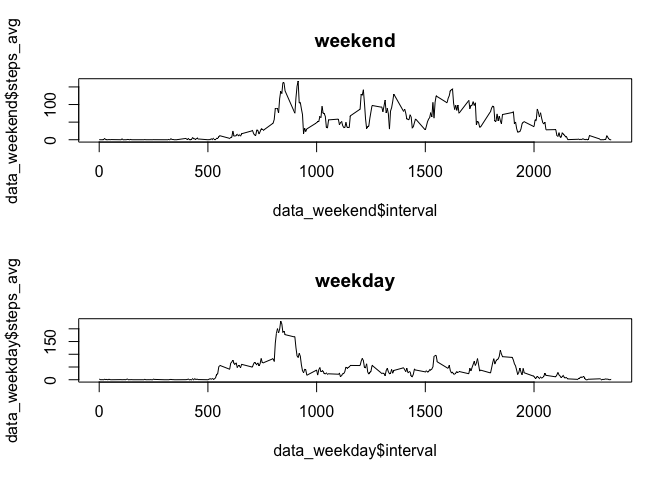 weekend
data_weekend$steps_avg
100
0
0 500 1000 1500 2000
data_weekend$interval
weekday
data_weekday$steps_avg
150
0
0 500 1000 1500 2000
data_weekday$interval